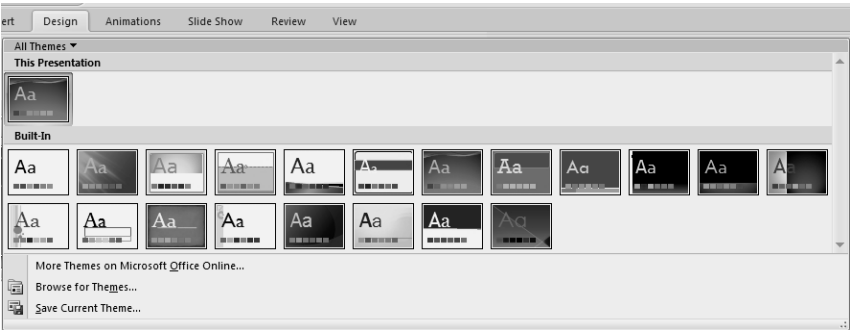 ert Design Animations Slide Show Review View
All Themes
This Presentation
Aa
Built-In
Aa Aa Aa Aa Aa Aa Aa Aa Aa Aa Aa A
Aa Aa Aa Aa Aa Aa Aa Aa
More Themes on Microsoft Office Online...
Browse for Themes...
Save Current Theme...